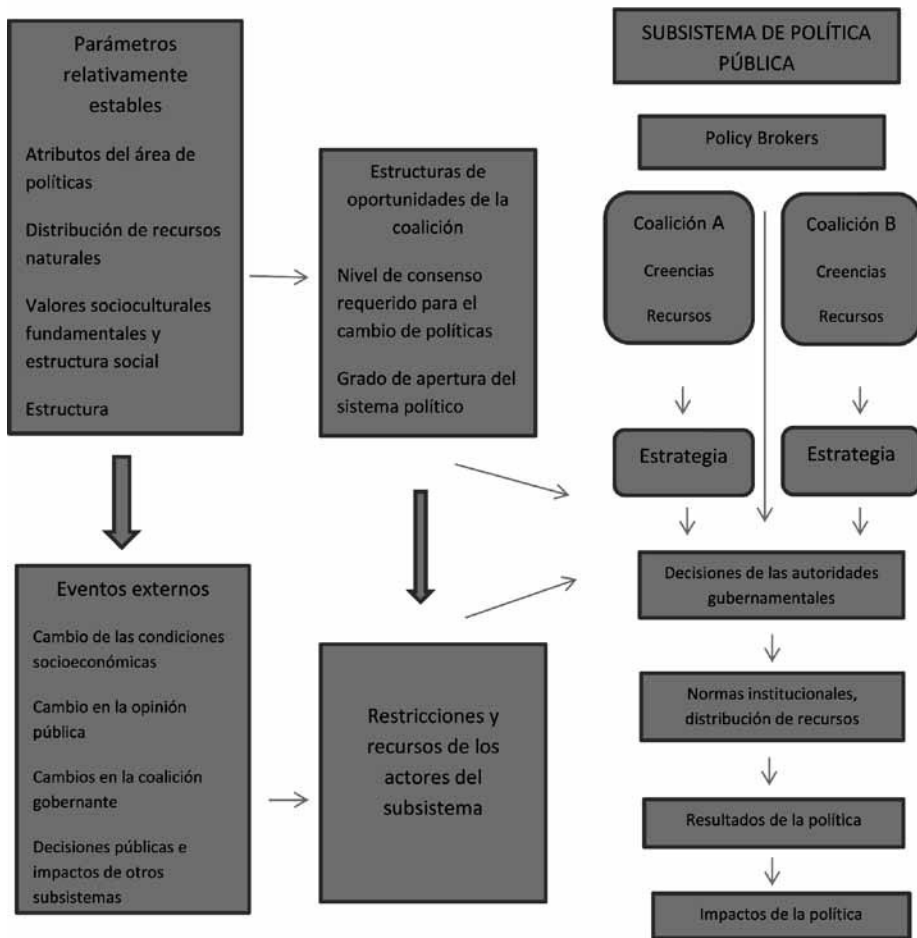 Parámetros
relativamente
estables
Atributos del área de
políticas
Distribución de recursos
naturales
Valores socioculturales
fundamentales y
estructura social
Estructura
Estructuras de
oportunidades de la
coalición
Nivel de consenso
requerido para el
cambio de políticas
Grado de apertura del
sistema político
Eventos externos
Cambio de las condiciones
socioeconómicas
Cambio en la opinión
pública
Cambios en la coalición
gobernante
Decisiones públicas e
impactos de otros
subsistemas
Restricciones y
recursos de los
actores del
subsistema
SUBSISTEMA DE POLÍTICA
PÚBLICA
Policy Brokers
Coalición A
Creencias
Recursos
Coalición B
Creencias
Recursos
Estrategia
Estrategia
Decisiones de las autoridades
gubernamentales
Normas institucionales,
distribución de recursos
Resultados de la política
Impactos de la política